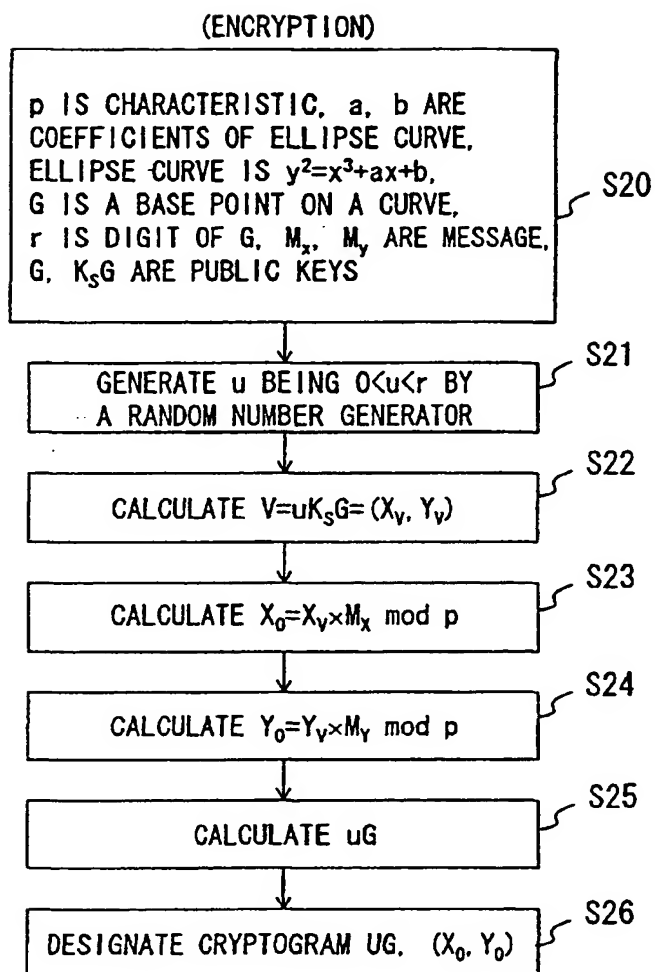 (ENCRYPTION)
p IS CHARACTERISTIC, a, b ARE
COEFFICIENTS OF ELLIPSE CURVE,
ELLIPSE CURVE IS y²=x³+ax+b,
G IS A BASE POINT ON A CURVE,
r IS DIGIT OF G, Mₓ, Mᵧ ARE MESSAGE,
G, KₛG ARE PUBLIC KEYS
S20
S21
GENERATE u BEING 0<u<r BY
A RANDOM NUMBER GENERATOR
S22
CALCULATE V=uKₛG=(Xᵥ, Yᵥ)
S23
CALCULATE X₀=Xᵥ×Mₓ mod p
S24
CALCULATE Y₀=Yᵥ×Mᵧ mod p
S25
CALCULATE uG
S26
DESIGNATE CRYPTOGRAM UG, (X₀, Y₀)